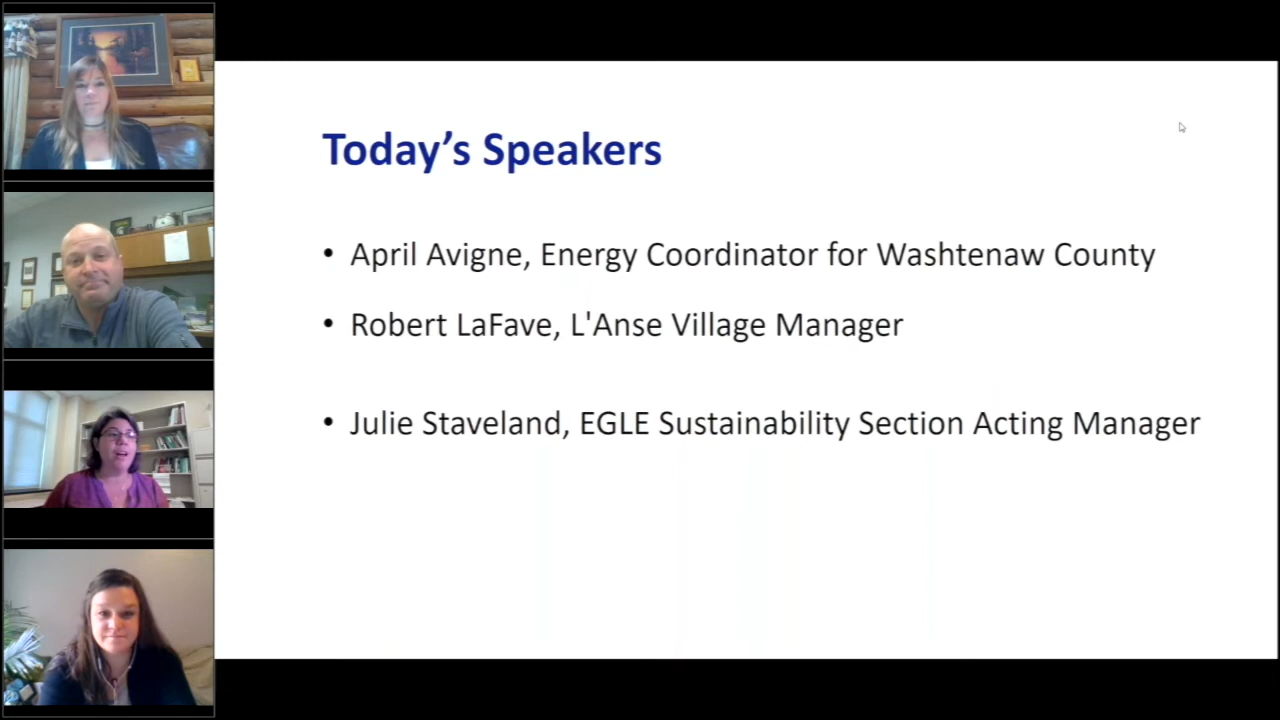 Today’s Speakers
• April Avigne, Energy Coordinator for Washtenaw County
• Robert LaFave, L'Anse Village Manager
• Julie Staveland, EGLE Sustainability Section Acting Manager